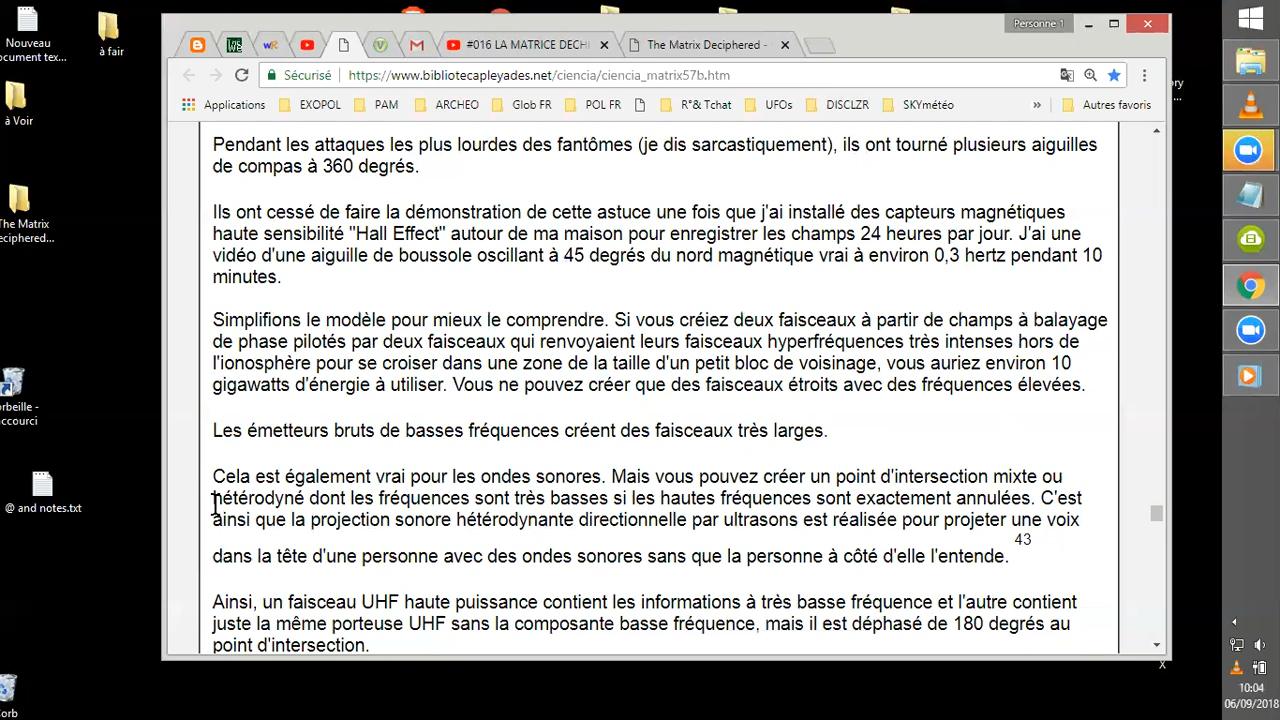 Nouveau
ocument tex...
à fair
à Voir
The Matrix
eciphered...
orbeille -
ccourci
@ and notes.txt
Corb
Personne 1
#016 LA MATRICE DECHI
The Matrix Deciphered -
Sécurisé
https://www.bibliotecapleyades.net/ciencia/ciencia_matrix57b.htm
Applications EXOPOL PAM ARCHEO Glob FR POL FR R°& Tchat UFOs DISCLZR SKYmétéo » Autres favoris
Pendant les attaques les plus lourdes des fantômes (je dis sarcastiquement), ils ont tourné plusieurs aiguilles
de compas à 360 degrés.
Ils ont cessé de faire la démonstration de cette astuce une fois que j'ai installé des capteurs magnétiques
haute sensibilité "Hall Effect" autour de ma maison pour enregistrer les champs 24 heures par jour. J'ai une
vidéo d'une aiguille de boussole oscillant à 45 degrés du nord magnétique vrai à environ 0,3 hertz pendant 10
minutes.
Simplifions le modèle pour mieux le comprendre. Si vous créiez deux faisceaux à partir de champs à balayage
de phase pilotés par deux faisceaux qui renvoyaient leurs faisceaux hyperfréquences très intenses hors de
l'ionosphère pour se croiser dans une zone de la taille d'un petit bloc de voisinage, vous auriez environ 10
gigawatts d'énergie à utiliser. Vous ne pouvez créer que des faisceaux étroits avec des fréquences élevées.
Les émetteurs bruts de basses fréquences créent des faisceaux très larges.
Cela est également vrai pour les ondes sonores. Mais vous pouvez créer un point d'intersection mixte ou
hétérodyné dont les fréquences sont très basses si les hautes fréquences sont exactement annulées. C'est
ainsi que la projection sonore hétérodynante directionnelle par ultrasons est réalisée pour projeter une voix
43
dans la tête d'une personne avec des ondes sonores sans que la personne à côté d'elle l'entende.
Ainsi, un faisceau UHF haute puissance contient les informations à très basse fréquence et l'autre contient
juste la même porteuse UHF sans la composante basse fréquence, mais il est déphasé de 180 degrés au
point d'intersection.
ory
...
x
10:04
06/09/2018